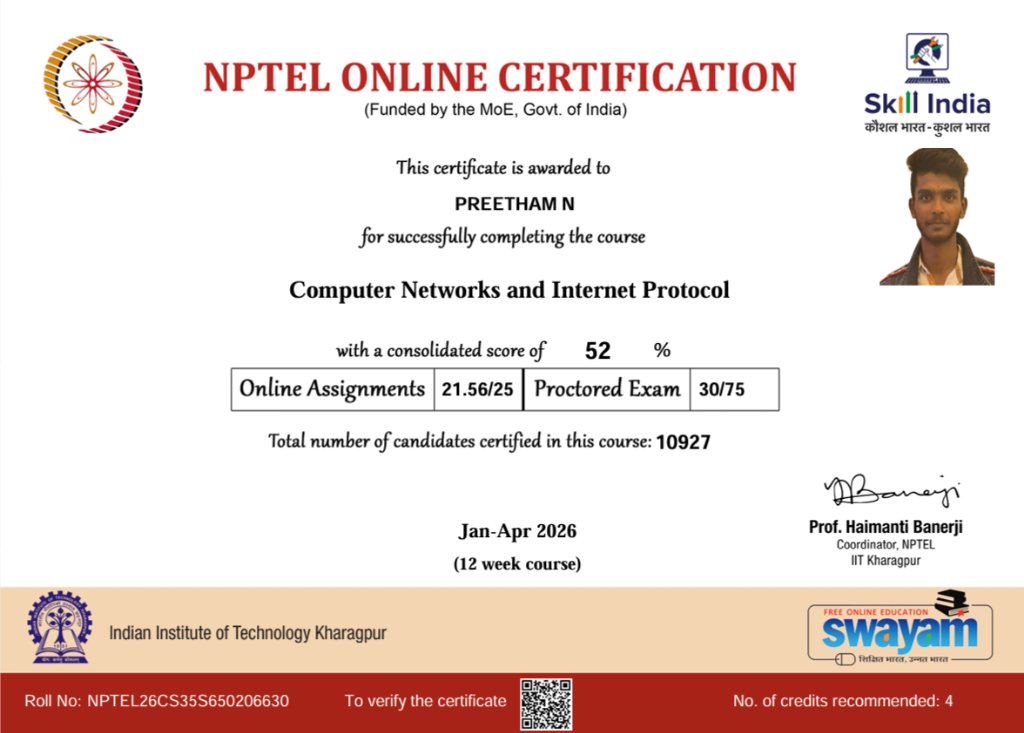 NPTEL ONLINE CERTIFICATION
(Funded by the MoE, Govt. of India)
Skill India
कौशल भारत-कुशल भारत
This certificate is awarded to
PREETHAM N
for successfully completing the course
Computer Networks and Internet Protocol
with a consolidated score of 52 %
Online Assignments 21.56/25 Proctored Exam 30/75
Total number of candidates certified in this course: 10927
Prof. Haimanti Banerji
Coordinator, NPTEL
IIT Kharagpur
Jan-Apr 2026
(12 week course)
Indian Institute of Technology Kharagpur
FREE ONLINE EDUCATION
swayam
शिक्षित भारत, उन्नत भारत
Roll No: NPTEL26CS35S650206630 To verify the certificate No. of credits recommended: 4